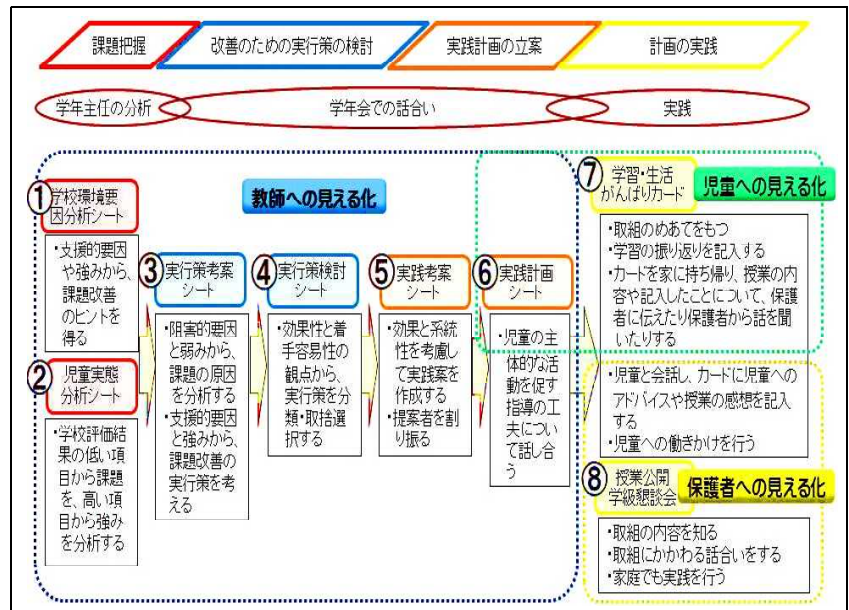 課題把握
改善のための実行策の検討
実践計画の立案
計画の実践
学年主任の分析
学年会での話合い
実践
教師への見える化
①
学校環境要
因分析シート
・支援的要因
や強みから、
課題改善
のヒントを
得る
②
児童実態
分析シート
・学校評価結
果の低い項
目から課題
を、高い項
目から強み
を分析する
③
実行策考案
シート
・阻害的要因
と弱みから、
課題の原因
を分析する
・支援的要因
と強みから、
課題改善の
実行策を考
える
④
実行策検討
シート
・効果性と着
手容易性の
観点から、
実行策を分
類・取捨選
択する
⑤
実践考案
シート
・効果と系統
性を考慮し
て実践案を
作成する
・提案者を割
り振る
⑥
実践計画
シート
・児童の主
体的な活
動を促す
指導の工
夫につい
て話し合
う
⑦
学習・生活
がんばりカード
児童への見える化
・取組のめあてをもつ
・学習の振り返りを記入する
・カードを家に持ち帰り、授業の内
容や記入したことについて、保護
者に伝えたり保護者から話を聞
いたりする
・児童と会話し、カードに児童への
アドバイスや授業の感想を記入
する
・児童への働きかけを行う
⑧
授業公開
学級懇談会
保護者への見える化
・取組の内容を知る
・取組にかかわる話合いをする
・家庭でも実践を行う